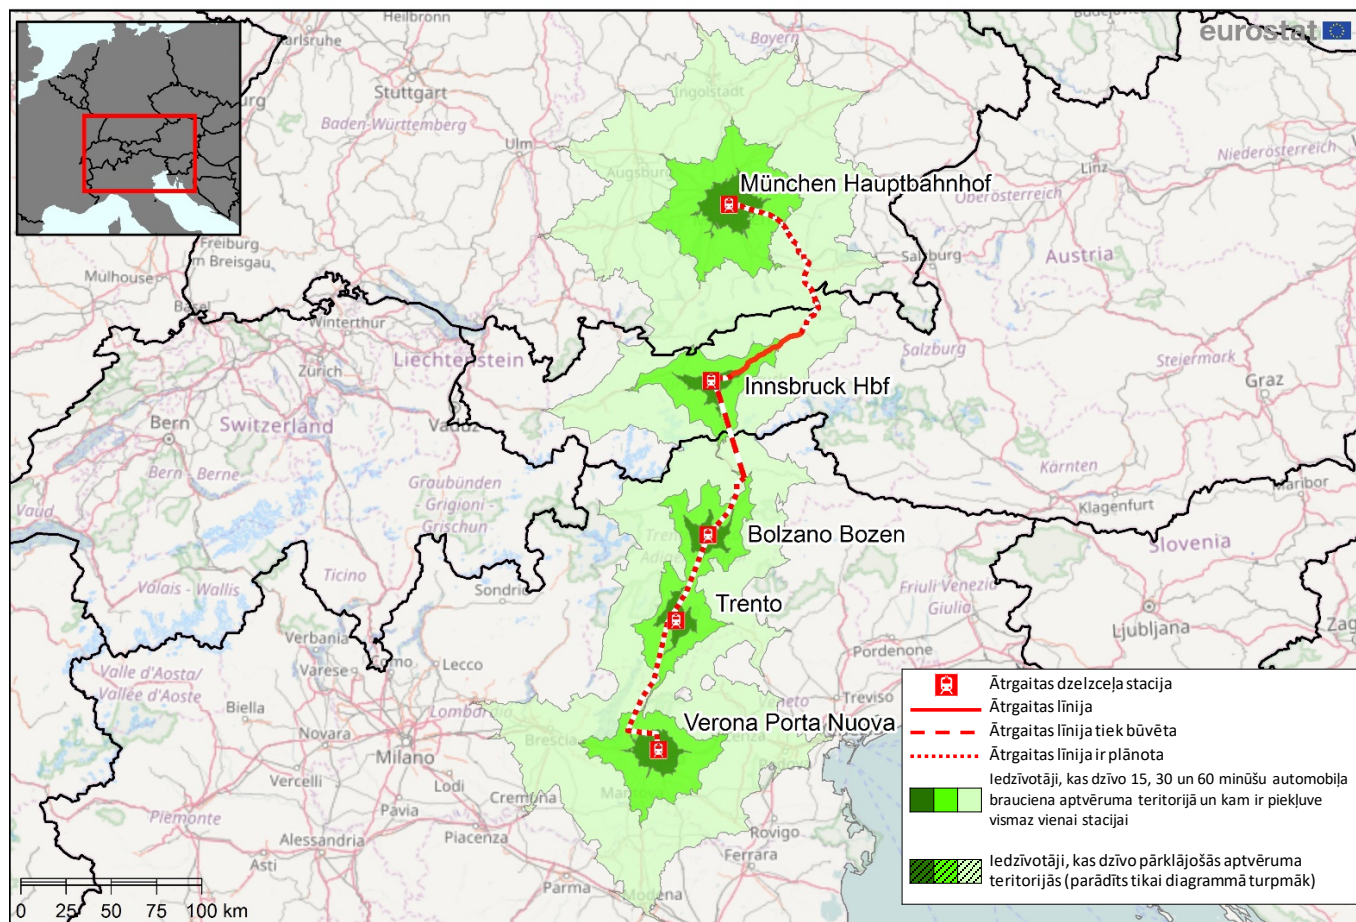 Heilbronn
Karlsruhe
Bayern
eurostat
Stuttgart
Ingolstadt
Baden-Württemberg
Ulm
Augsburg
Linz
Niederösterreich
Oberösterreich
München Hauptbahnhof
Freiburg
im Breisgau
Salzburg
Austria
Mülhouse
Basel
Winterthur
Zürich
Liechtenstein
Salzburg
Steiermark
Graz
Innsbruck Hbf
Bern
Switzerland
Vaduz
Bern - Berne
Graubünden
Grigioni -
Grischun
Kärnten
Klagenfurt
Maribor
Vaud
Bolzano Bozen
Slovenia
Valais - Wallis
Ticino
Sondrio
Friuli Venezia
Giulia
Trento
Ljubljana
Verbania
Varese
Lecco
Pordenone
Valle d'Aosta/
Vallée d'Aoste
Biella
Lombardia
Treviso
Verona Porta Nuova
Novara
Brescia
Milano
Vercelli
Lodi
Cremona
Mantova
Pavia
Piemonte
Piacenza
Alessandria
Rovigo
Asti
Ferrara
Parma
Modena
Ātrgaitas dzelzceļa stacija
Ātrgaitas līnija
Ātrgaitas līnija tiek būvēta
Ātrgaitas līnija ir plānota
Iedzīvotāji, kas dzīvo 15, 30 un 60 minūšu automobiļa
brauciena aptvēruma teritorijā un kam ir piekļuve
vismaz vienai stacijai
Iedzīvotāji, kas dzīvo pārklājošās aptvēruma
teritorijās (parādīts tikai diagrammā turpmāk)
0 25 50 75 100 km